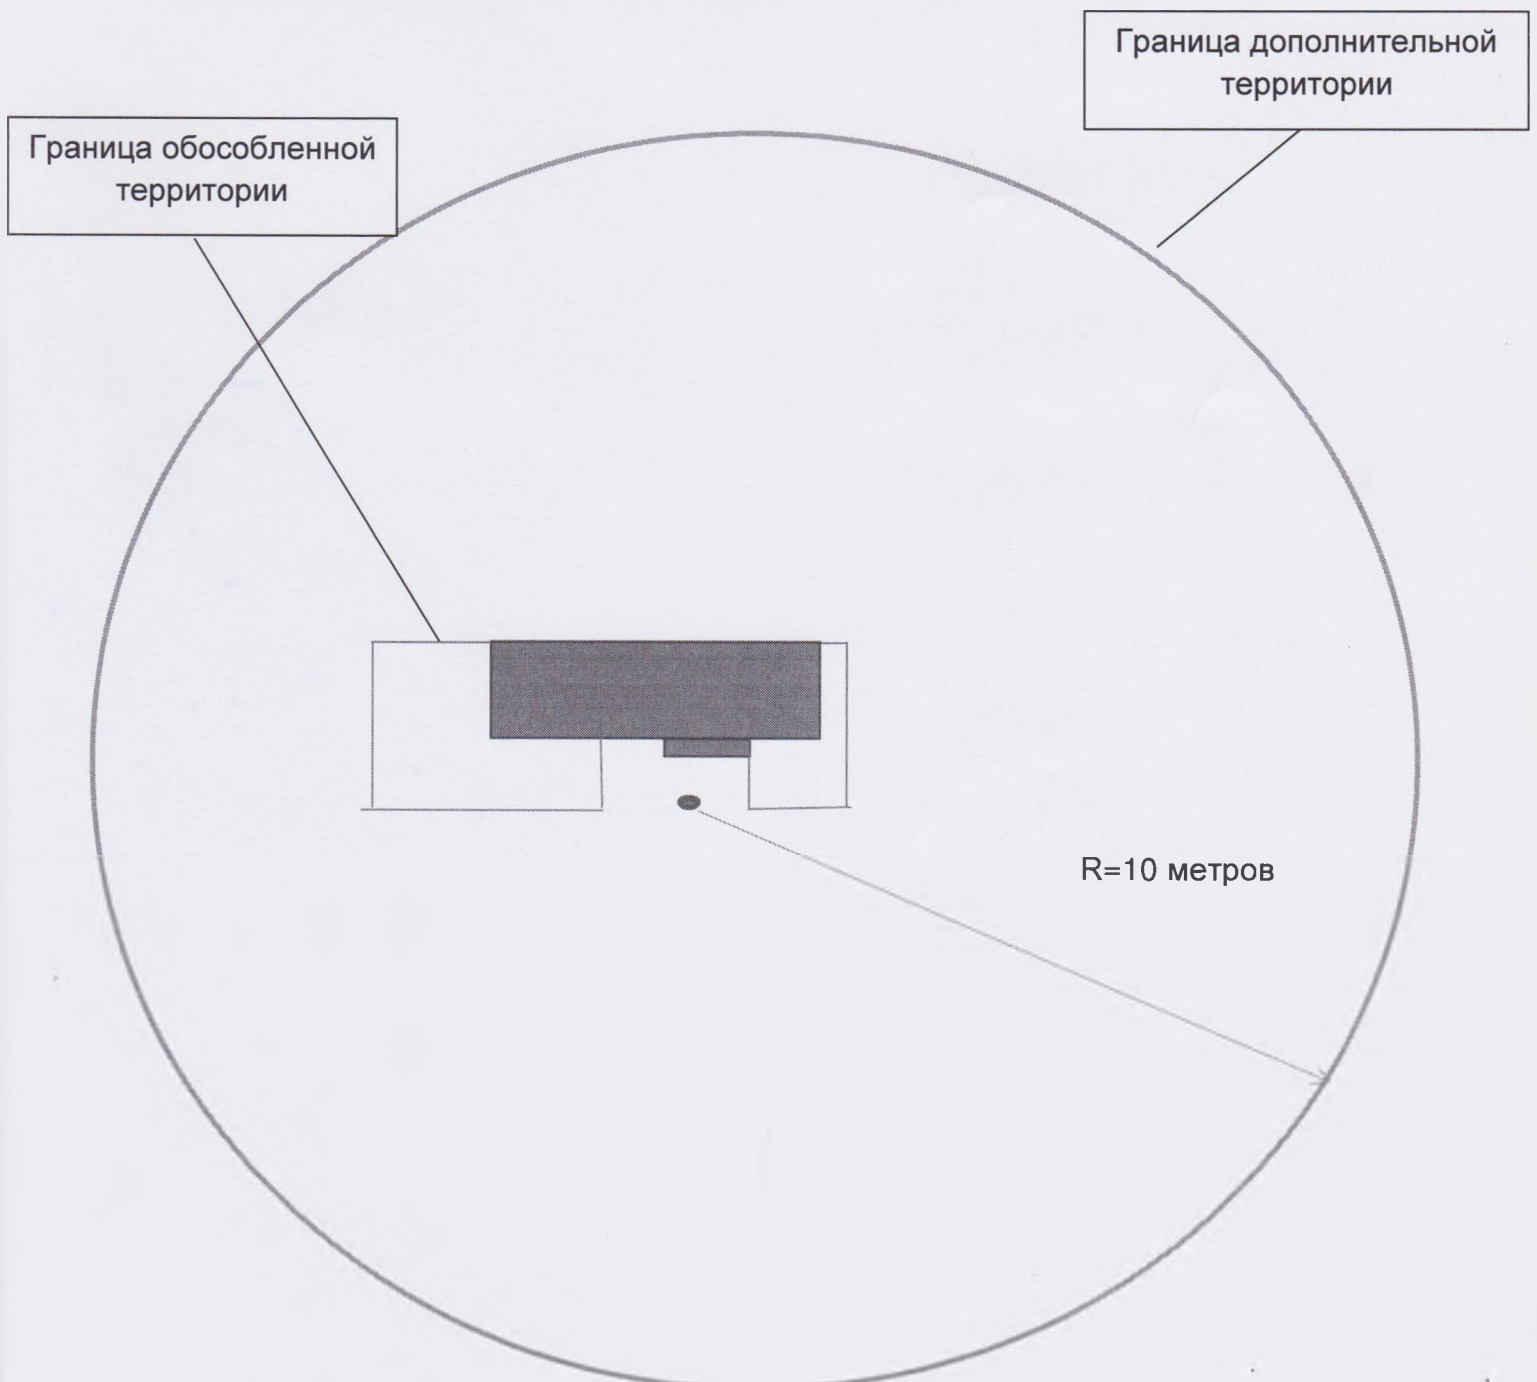 Граница дополнительной
территории
Граница обособленной
территории
R=10 метров